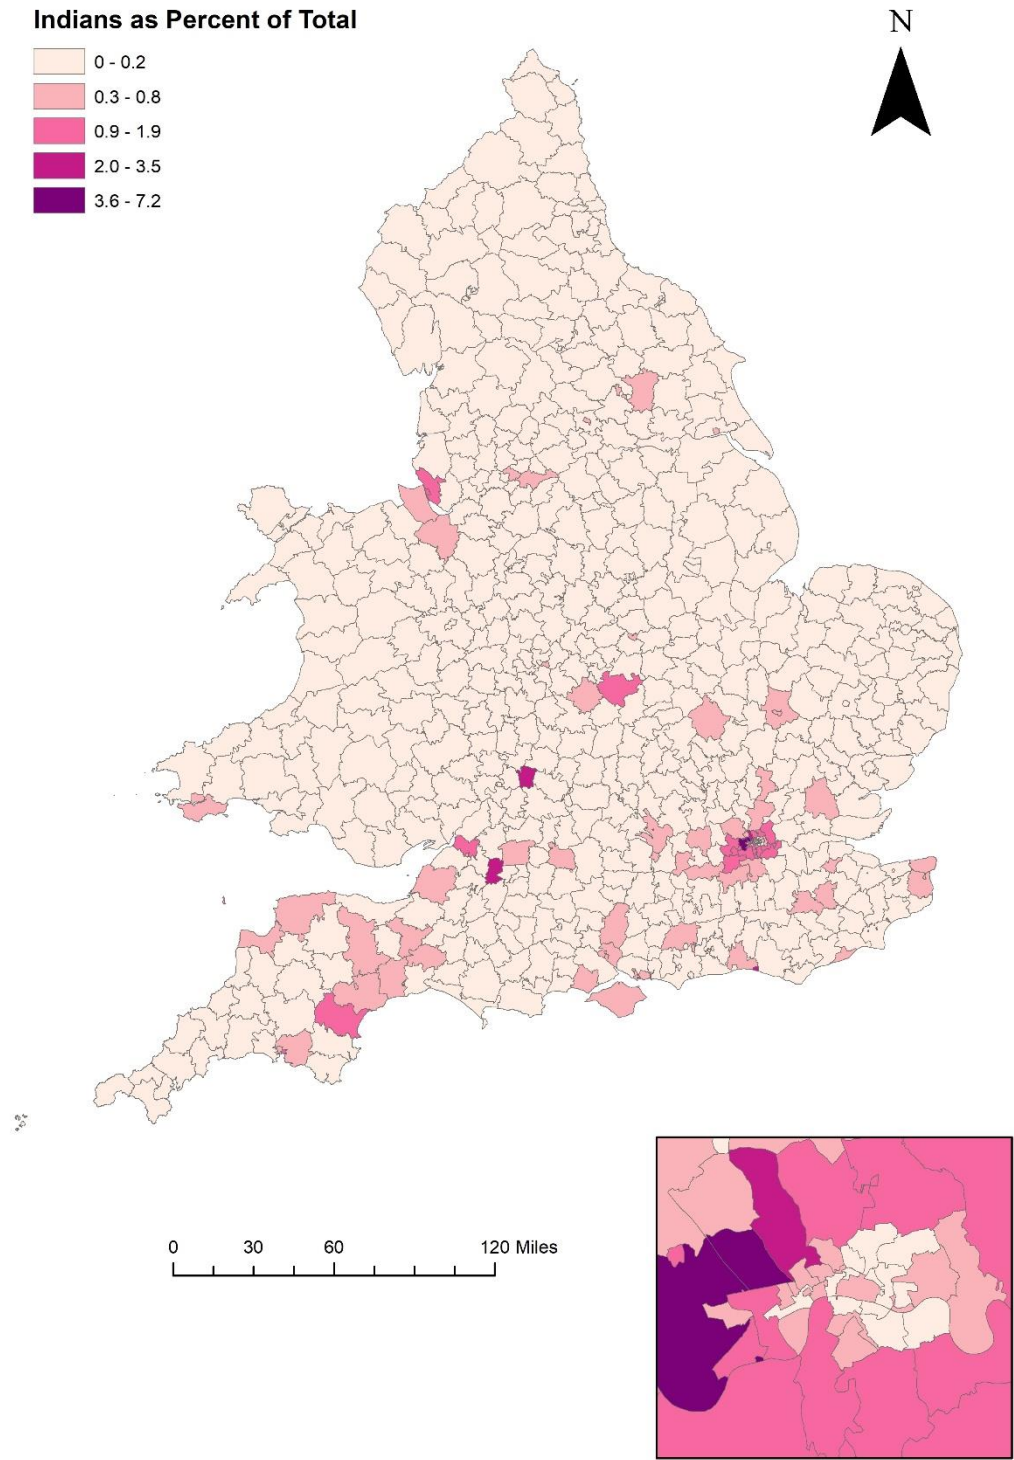 Indians as Percent of Total
N
0 - 0.2
0.3 - 0.8
0.9 - 1.9
2.0 - 3.5
3.6 - 7.2
0 30 60 120 Miles